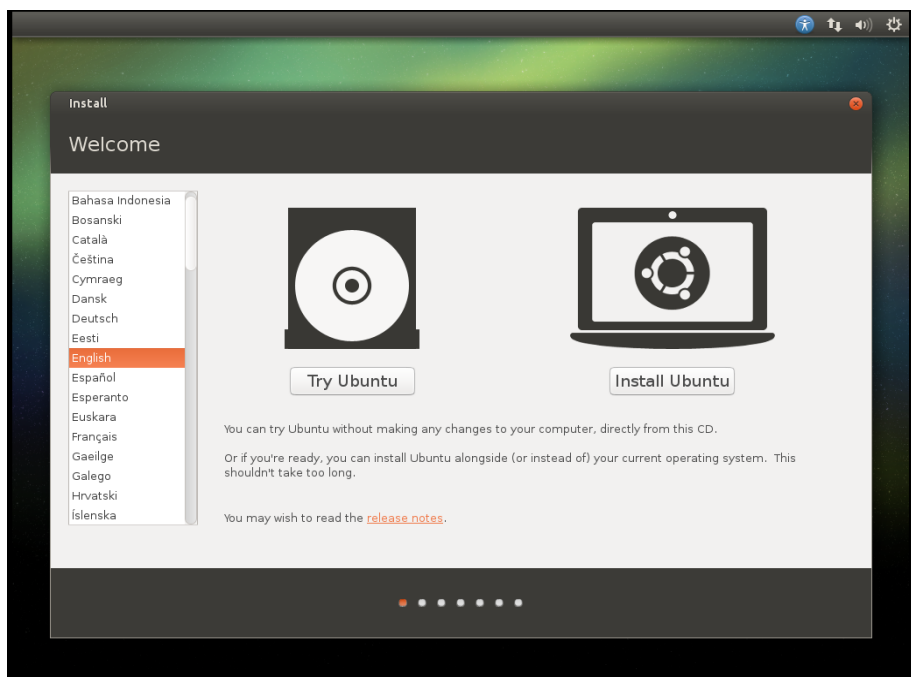 Install
Welcome
Bahasa Indonesia
Bosanski
Català
Čeština
Cymraeg
Dansk
Deutsch
Eesti
English
Español
Esperanto
Euskara
Français
Gaeilge
Galego
Hrvatski
Íslenska
Try Ubuntu
Install Ubuntu
You can try Ubuntu without making any changes to your computer, directly from this CD.
Or if you're ready, you can install Ubuntu alongside (or instead of) your current operating system.  This
shouldn't take too long.
You may wish to read the release notes.